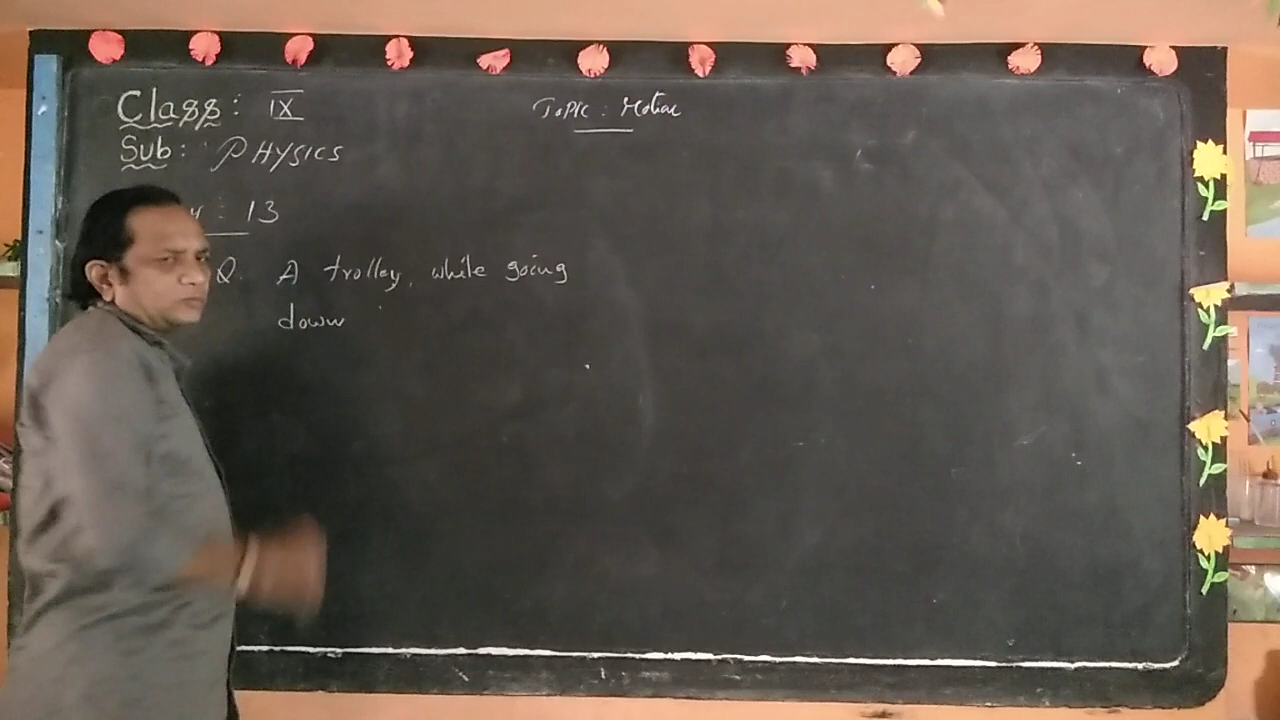 Class: IX
Topic: Motion
Sub: PHYSICS
: 13
Q. A trolley, while going
down